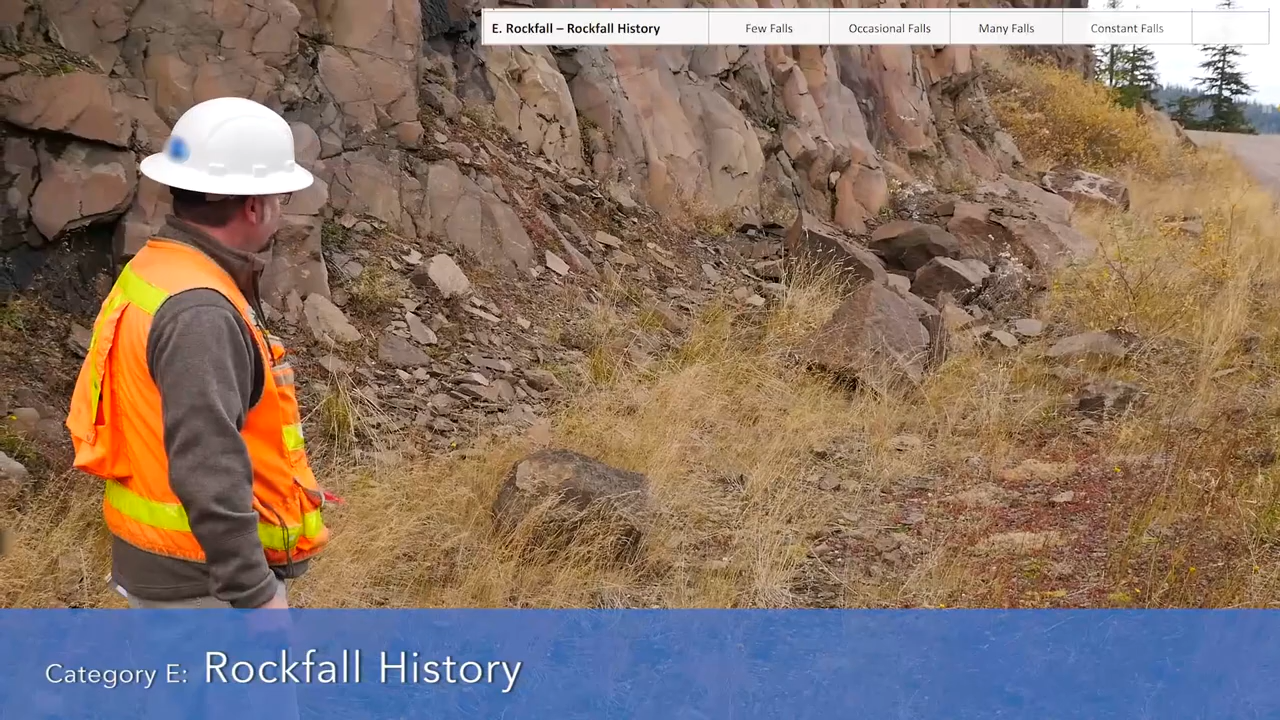 E. Rockfall – Rockfall History Few Falls Occasional Falls Many Falls Constant Falls
Category E: Rockfall History